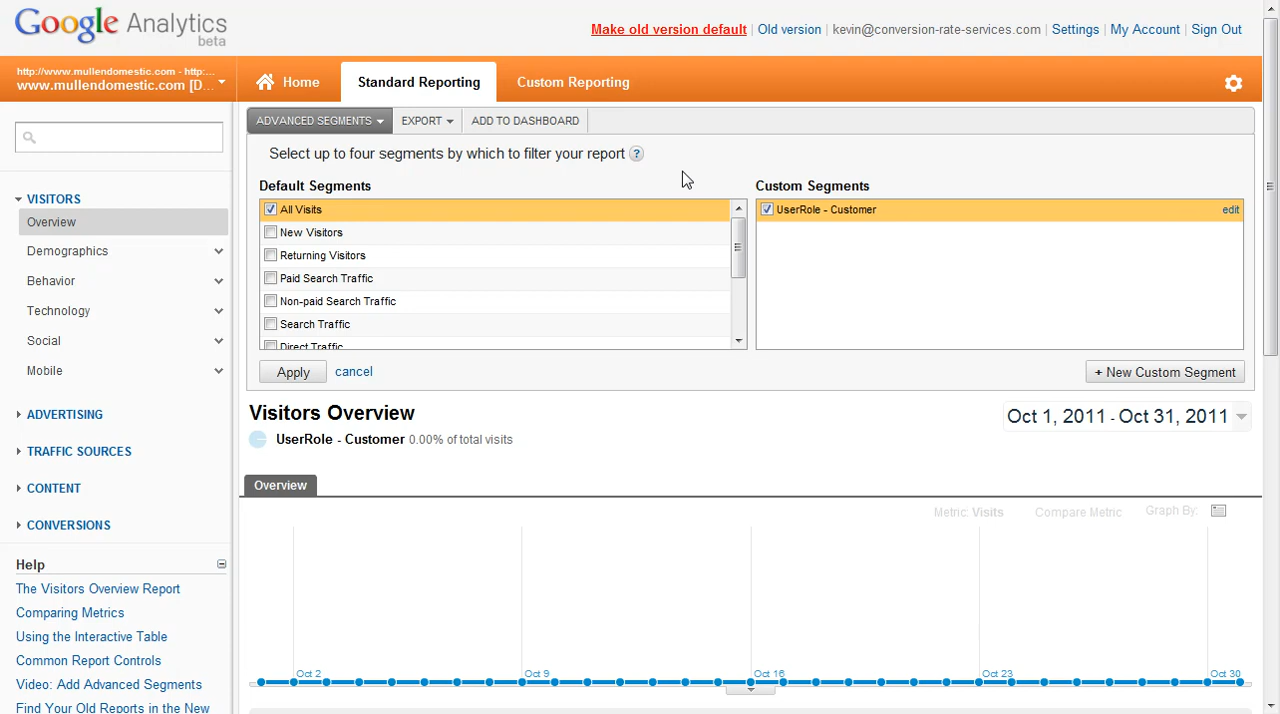 Google Analytics
beta
Make old version default | Old version | kevin@conversion-rate-services.com | Settings | My Account | Sign Out
http://www.mullendomestic.com - http:...
www.mullendomestic.com [D...
Home
Standard Reporting
Custom Reporting
ADVANCED SEGMENTS
EXPORT
ADD TO DASHBOARD
Select up to four segments by which to filter your report ?
Default Segments
All Visits
New Visitors
Returning Visitors
Paid Search Traffic
Non-paid Search Traffic
Search Traffic
Direct Traffic
Custom Segments
UserRole - Customer
edit
Apply
cancel
+ New Custom Segment
VISITORS
Overview
Demographics
Behavior
Technology
Social
Mobile
ADVERTISING
TRAFFIC SOURCES
CONTENT
CONVERSIONS
Help
The Visitors Overview Report
Comparing Metrics
Using the Interactive Table
Common Report Controls
Video: Add Advanced Segments
Find Your Old Reports in the New
Visitors Overview
Oct 1, 2011 - Oct 31, 2011
UserRole - Customer 0.00% of total visits
Overview
Metric: Visits
Compare Metric
Graph By:
Oct 2
Oct 9
Oct 16
Oct 23
Oct 30